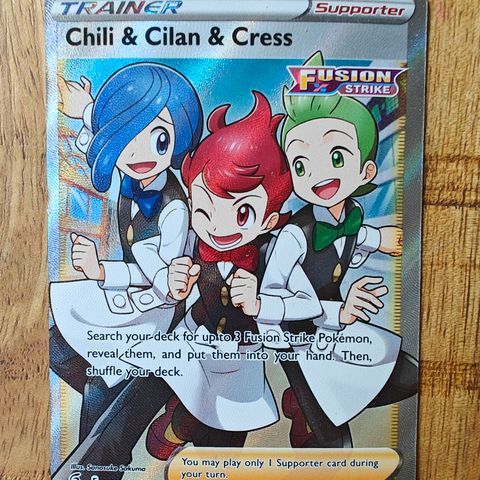 TRAINER
Supporter
Chili & Cilan & Cress
FUSION
STRIKE
Search your deck for up to 3 Fusion Strike Pokémon,
reveal them, and put them into your hand. Then,
shuffle your deck.
Illus. Sanosuke Sakuma
You may play only 1 Supporter card during
your turn.